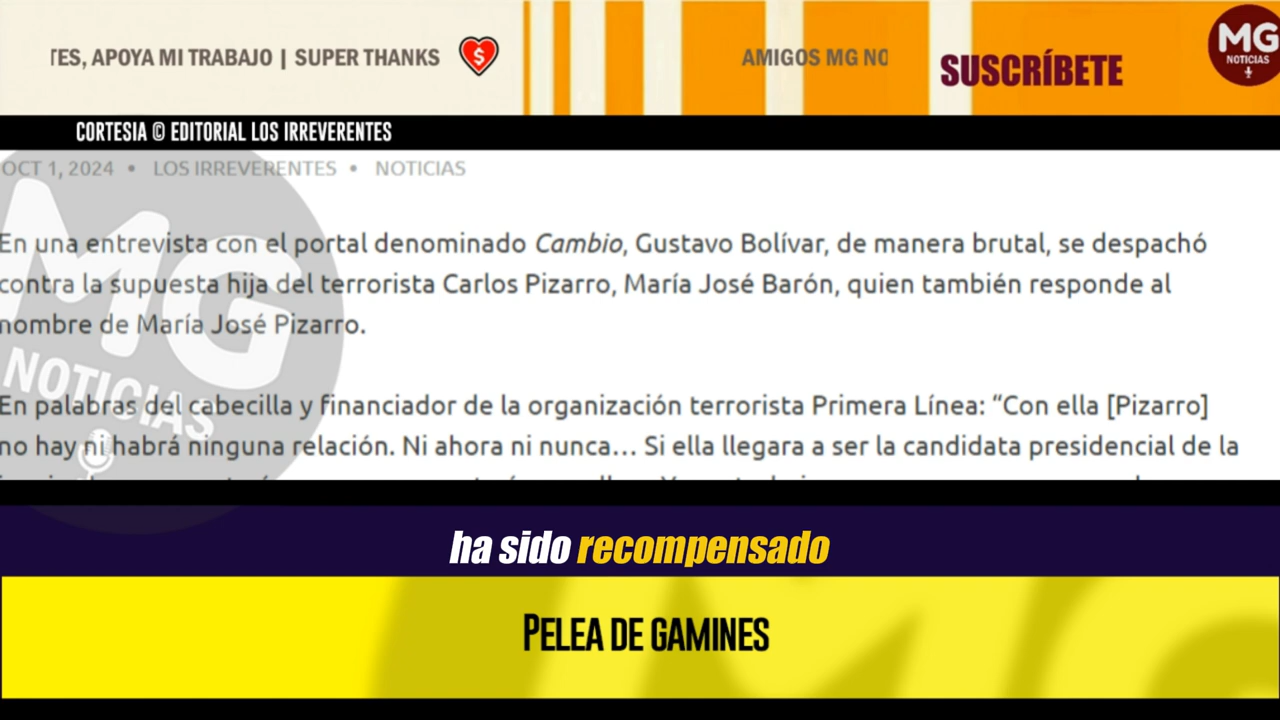 TES, APOYA MI TRABAJO | SUPER THANKS
AMIGOS MG NO
SUSCRÍBETE
MG
NOTICIAS
CORTESIA © EDITORIAL LOS IRREVERENTES
OCT 1, 2024 • LOS IRREVERENTES • NOTICIAS
En una entrevista con el portal denominado Cambio, Gustavo Bolívar, de manera brutal, se despachó
contra la supuesta hija del terrorista Carlos Pizarro, María José Barón, quien también responde al
nombre de María José Pizarro.
En palabras del cabecilla y financiador de la organización terrorista Primera Línea: “Con ella [Pizarro]
no hay ni habrá ninguna relación. Ni ahora ni nunca… Si ella llegara a ser la candidata presidencial de la
MG
NOTICIAS
ha sido recompensado
PELEA DE GAMINES